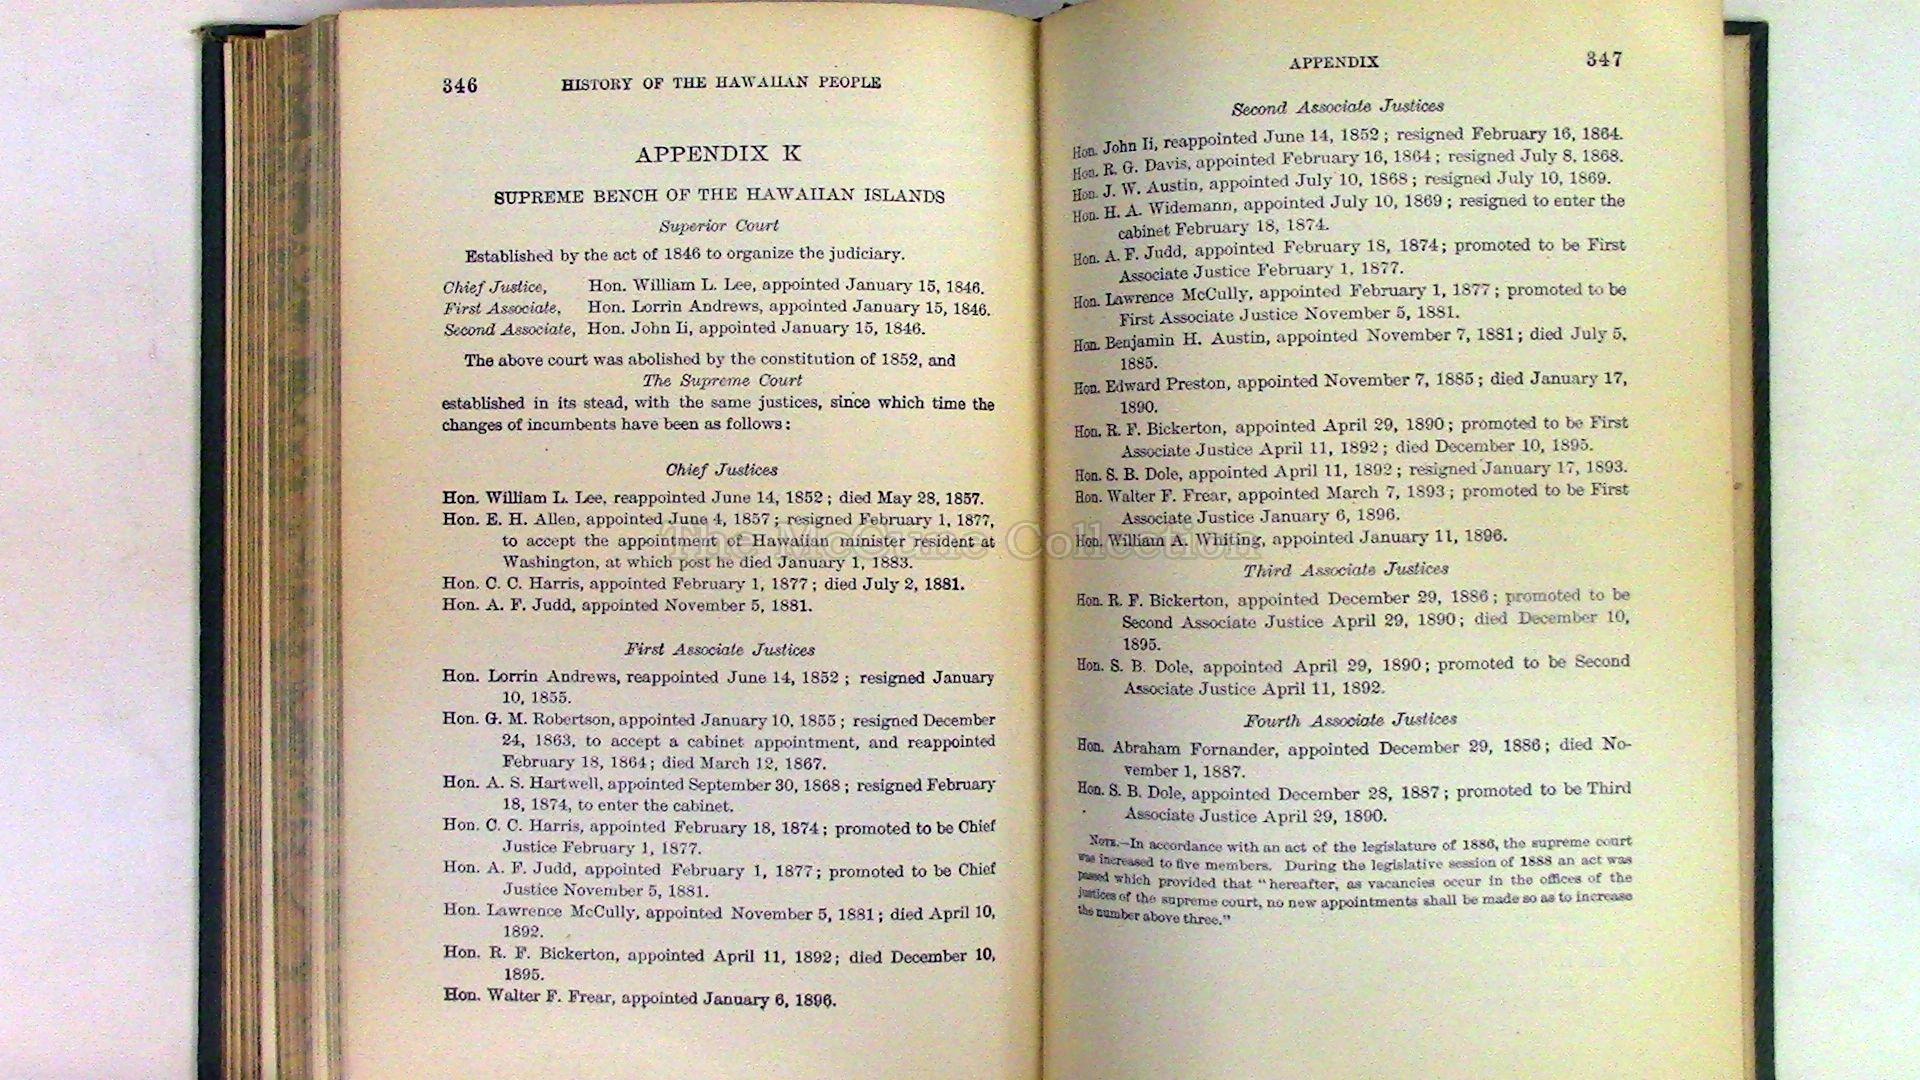 346 HISTORY OF THE HAWAIIAN PEOPLE
APPENDIX K
SUPREME BENCH OF THE HAWAIIAN ISLANDS
Superior Court
Established by the act of 1846 to organize the judiciary.
Chief Justice, Hon. William L. Lee, appointed January 15, 1846.
First Associate, Hon. Lorrin Andrews, appointed January 15, 1846.
Second Associate, Hon. John Ii, appointed January 15, 1846.
The above court was abolished by the constitution of 1852, and
The Supreme Court
established in its stead, with the same justices, since which time the
changes of incumbents have been as follows:
Chief Justices
Hon. William L. Lee, reappointed June 14, 1852; died May 28, 1857.
Hon. E. H. Allen, appointed June 4, 1857; resigned February 1, 1877,
to accept the appointment of Hawaiian minister resident at
Washington, at which post he died January 1, 1883.
Hon. C. C. Harris, appointed February 1, 1877; died July 2, 1881.
Hon. A. F. Judd, appointed November 5, 1881.
First Associate Justices
Hon. Lorrin Andrews, reappointed June 14, 1852; resigned January
10, 1855.
Hon. G. M. Robertson, appointed January 10, 1855; resigned December
24, 1863, to accept a cabinet appointment, and reappointed
February 18, 1864; died March 12, 1867.
Hon. A. S. Hartwell, appointed September 30, 1868; resigned February
18, 1874, to enter the cabinet.
Hon. C. C. Harris, appointed February 18, 1874; promoted to be Chief
Justice February 1, 1877.
Hon. A. F. Judd, appointed February 1, 1877; promoted to be Chief
Justice November 5, 1881.
Hon. Lawrence McCully, appointed November 5, 1881; died April 10,
1892.
Hon. R. F. Bickerton, appointed April 11, 1892; died December 10,
1895.
Hon. Walter F. Frear, appointed January 6, 1896.
APPENDIX 347
Second Associate Justices
Hon. John Ii, reappointed June 14, 1852; resigned February 16, 1864.
Hon. R. G. Davis, appointed February 16, 1864; resigned July 8, 1868.
Hon. J. W. Austin, appointed July 10, 1868; resigned July 10, 1869.
Hon. H. A. Widemann, appointed July 10, 1869; resigned to enter the
cabinet February 18, 1874.
Hon. A. F. Judd, appointed February 18, 1874; promoted to be First
Associate Justice February 1, 1877.
Hon. Lawrence McCully, appointed February 1, 1877; promoted to be
First Associate Justice November 5, 1881.
Hon. Benjamin H. Austin, appointed November 7, 1881; died July 5,
1885.
Hon. Edward Preston, appointed November 7, 1885; died January 17,
1890.
Hon. R. F. Bickerton, appointed April 29, 1890; promoted to be First
Associate Justice April 11, 1892; died December 10, 1895.
Hon. S. B. Dole, appointed April 11, 1892; resigned January 17, 1893.
Hon. Walter F. Frear, appointed March 7, 1893; promoted to be First
Associate Justice January 6, 1896.
Hon. William A. Whiting, appointed January 11, 1896.
Third Associate Justices
Hon. R. F. Bickerton, appointed December 29, 1886; promoted to be
Second Associate Justice April 29, 1890; died December 10,
1895.
Hon. S. B. Dole, appointed April 29, 1890; promoted to be Second
Associate Justice April 11, 1892.
Fourth Associate Justices
Hon. Abraham Fornander, appointed December 29, 1886; died No-
vember 1, 1887.
Hon. S. B. Dole, appointed December 28, 1887; promoted to be Third
Associate Justice April 29, 1890.
NOTE.—In accordance with an act of the legislature of 1886, the supreme court
was increased to five members. During the legislative session of 1888 an act was
passed which provided that "hereafter, as vacancies occur in the offices of the
justices of the supreme court, no new appointments shall be made so as to increase
the number above three."
The McCune Collection